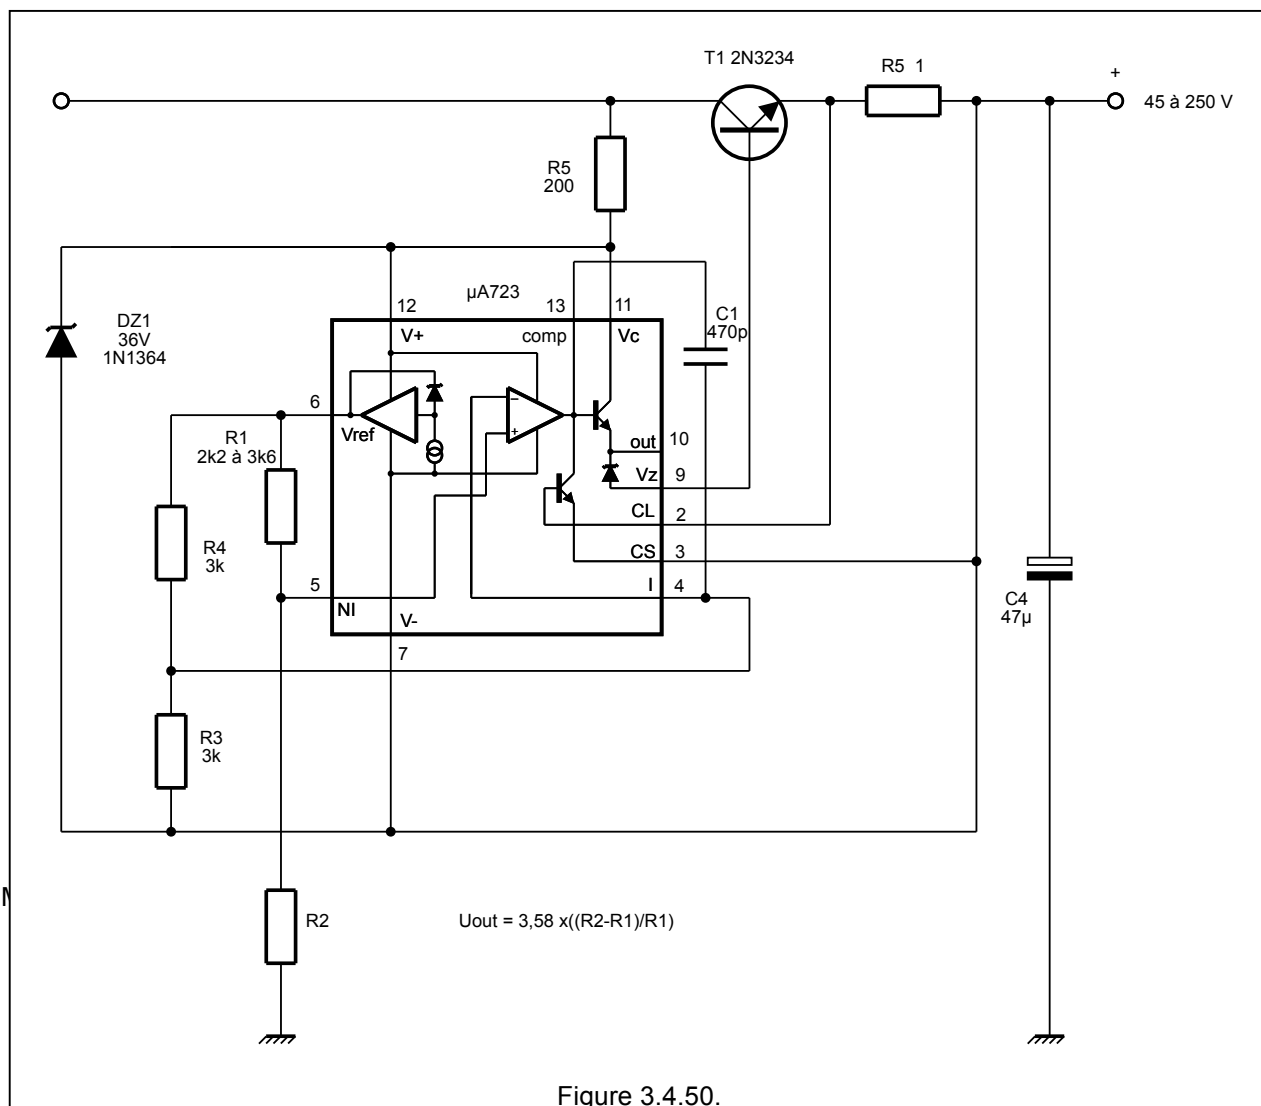 T1 2N3234
R5 1
+
45 à 250 V
R5
200
µA723
12
13
11
C1
470p
DZ1
36V
1N1364
V+
comp
Vc
6
Vref
–
+
out
10
R1
2k2 à 3k6
Vz
9
CL
2
R4
3k
CS
3
5
I
4
NI
V-
C4
47µ
7
R3
3k
R2
Uout = 3,58 x((R2-R1)/R1)
Figure 3.4.50.